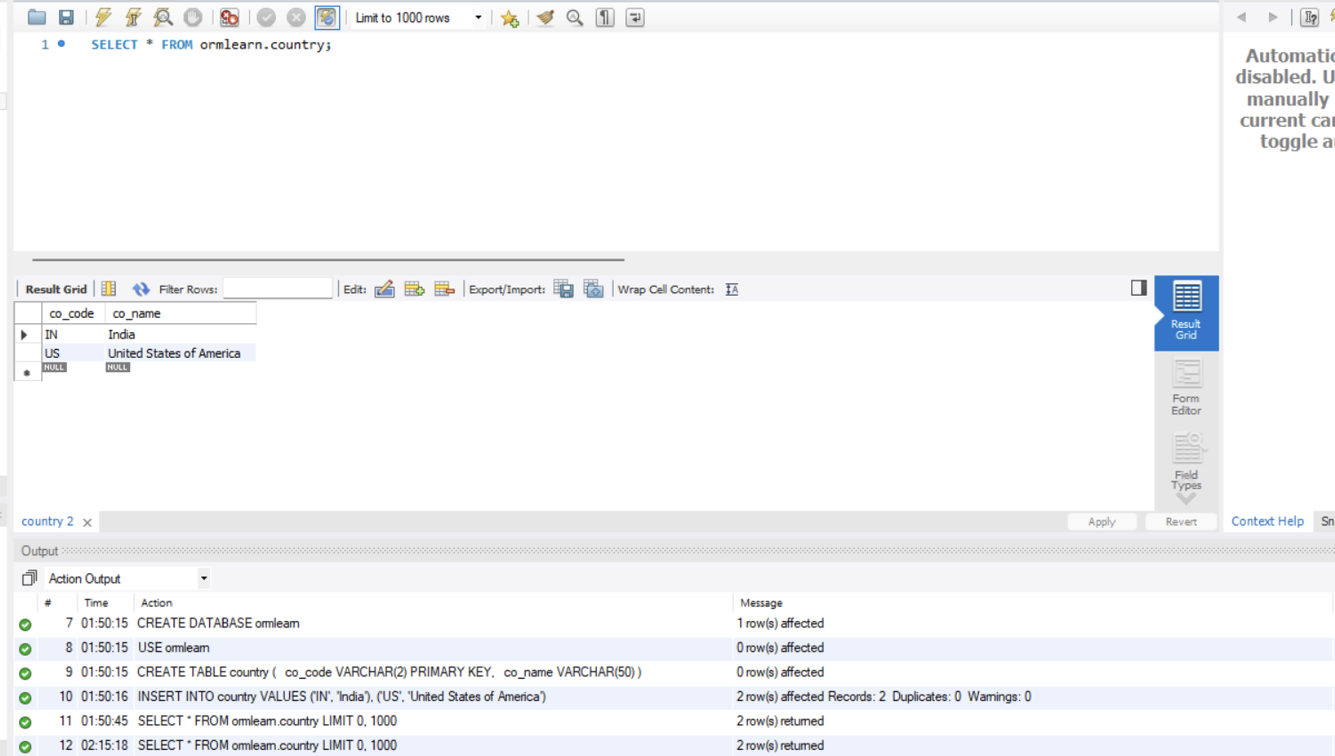 Limit to 1000 rows
1 SELECT * FROM ormlearn.country;
disabled.
manually
toggle
Result Grid Filter Rows: Edit: Export/Import: Wrap Cell Content:
co_code co_name
IN India
US United States of America
NULL NULL
Result
Grid
Form
Editor
Field
Types
country 2 Apply Revert Context Help
Output
Action Output
# Time Action Message
7 01:50:15 CREATE DATABASE ormlearn 1 row(s) affected
8 01:50:15 USE ormlearn 0 row(s) affected
9 01:50:15 CREATE TABLE country ( co_code VARCHAR(2) PRIMARY KEY, co_name VARCHAR(50) ) 0 row(s) affected
10 01:50:16 INSERT INTO country VALUES ('IN', 'India'), ('US', 'United States of America') 2 row(s) affected Records: 2 Duplicates: 0 Warnings: 0
11 01:50:45 SELECT * FROM ormlearn.country LIMIT 0, 1000 2 row(s) returned
12 02:15:18 SELECT * FROM ormlearn.country LIMIT 0, 1000 2 row(s) returned